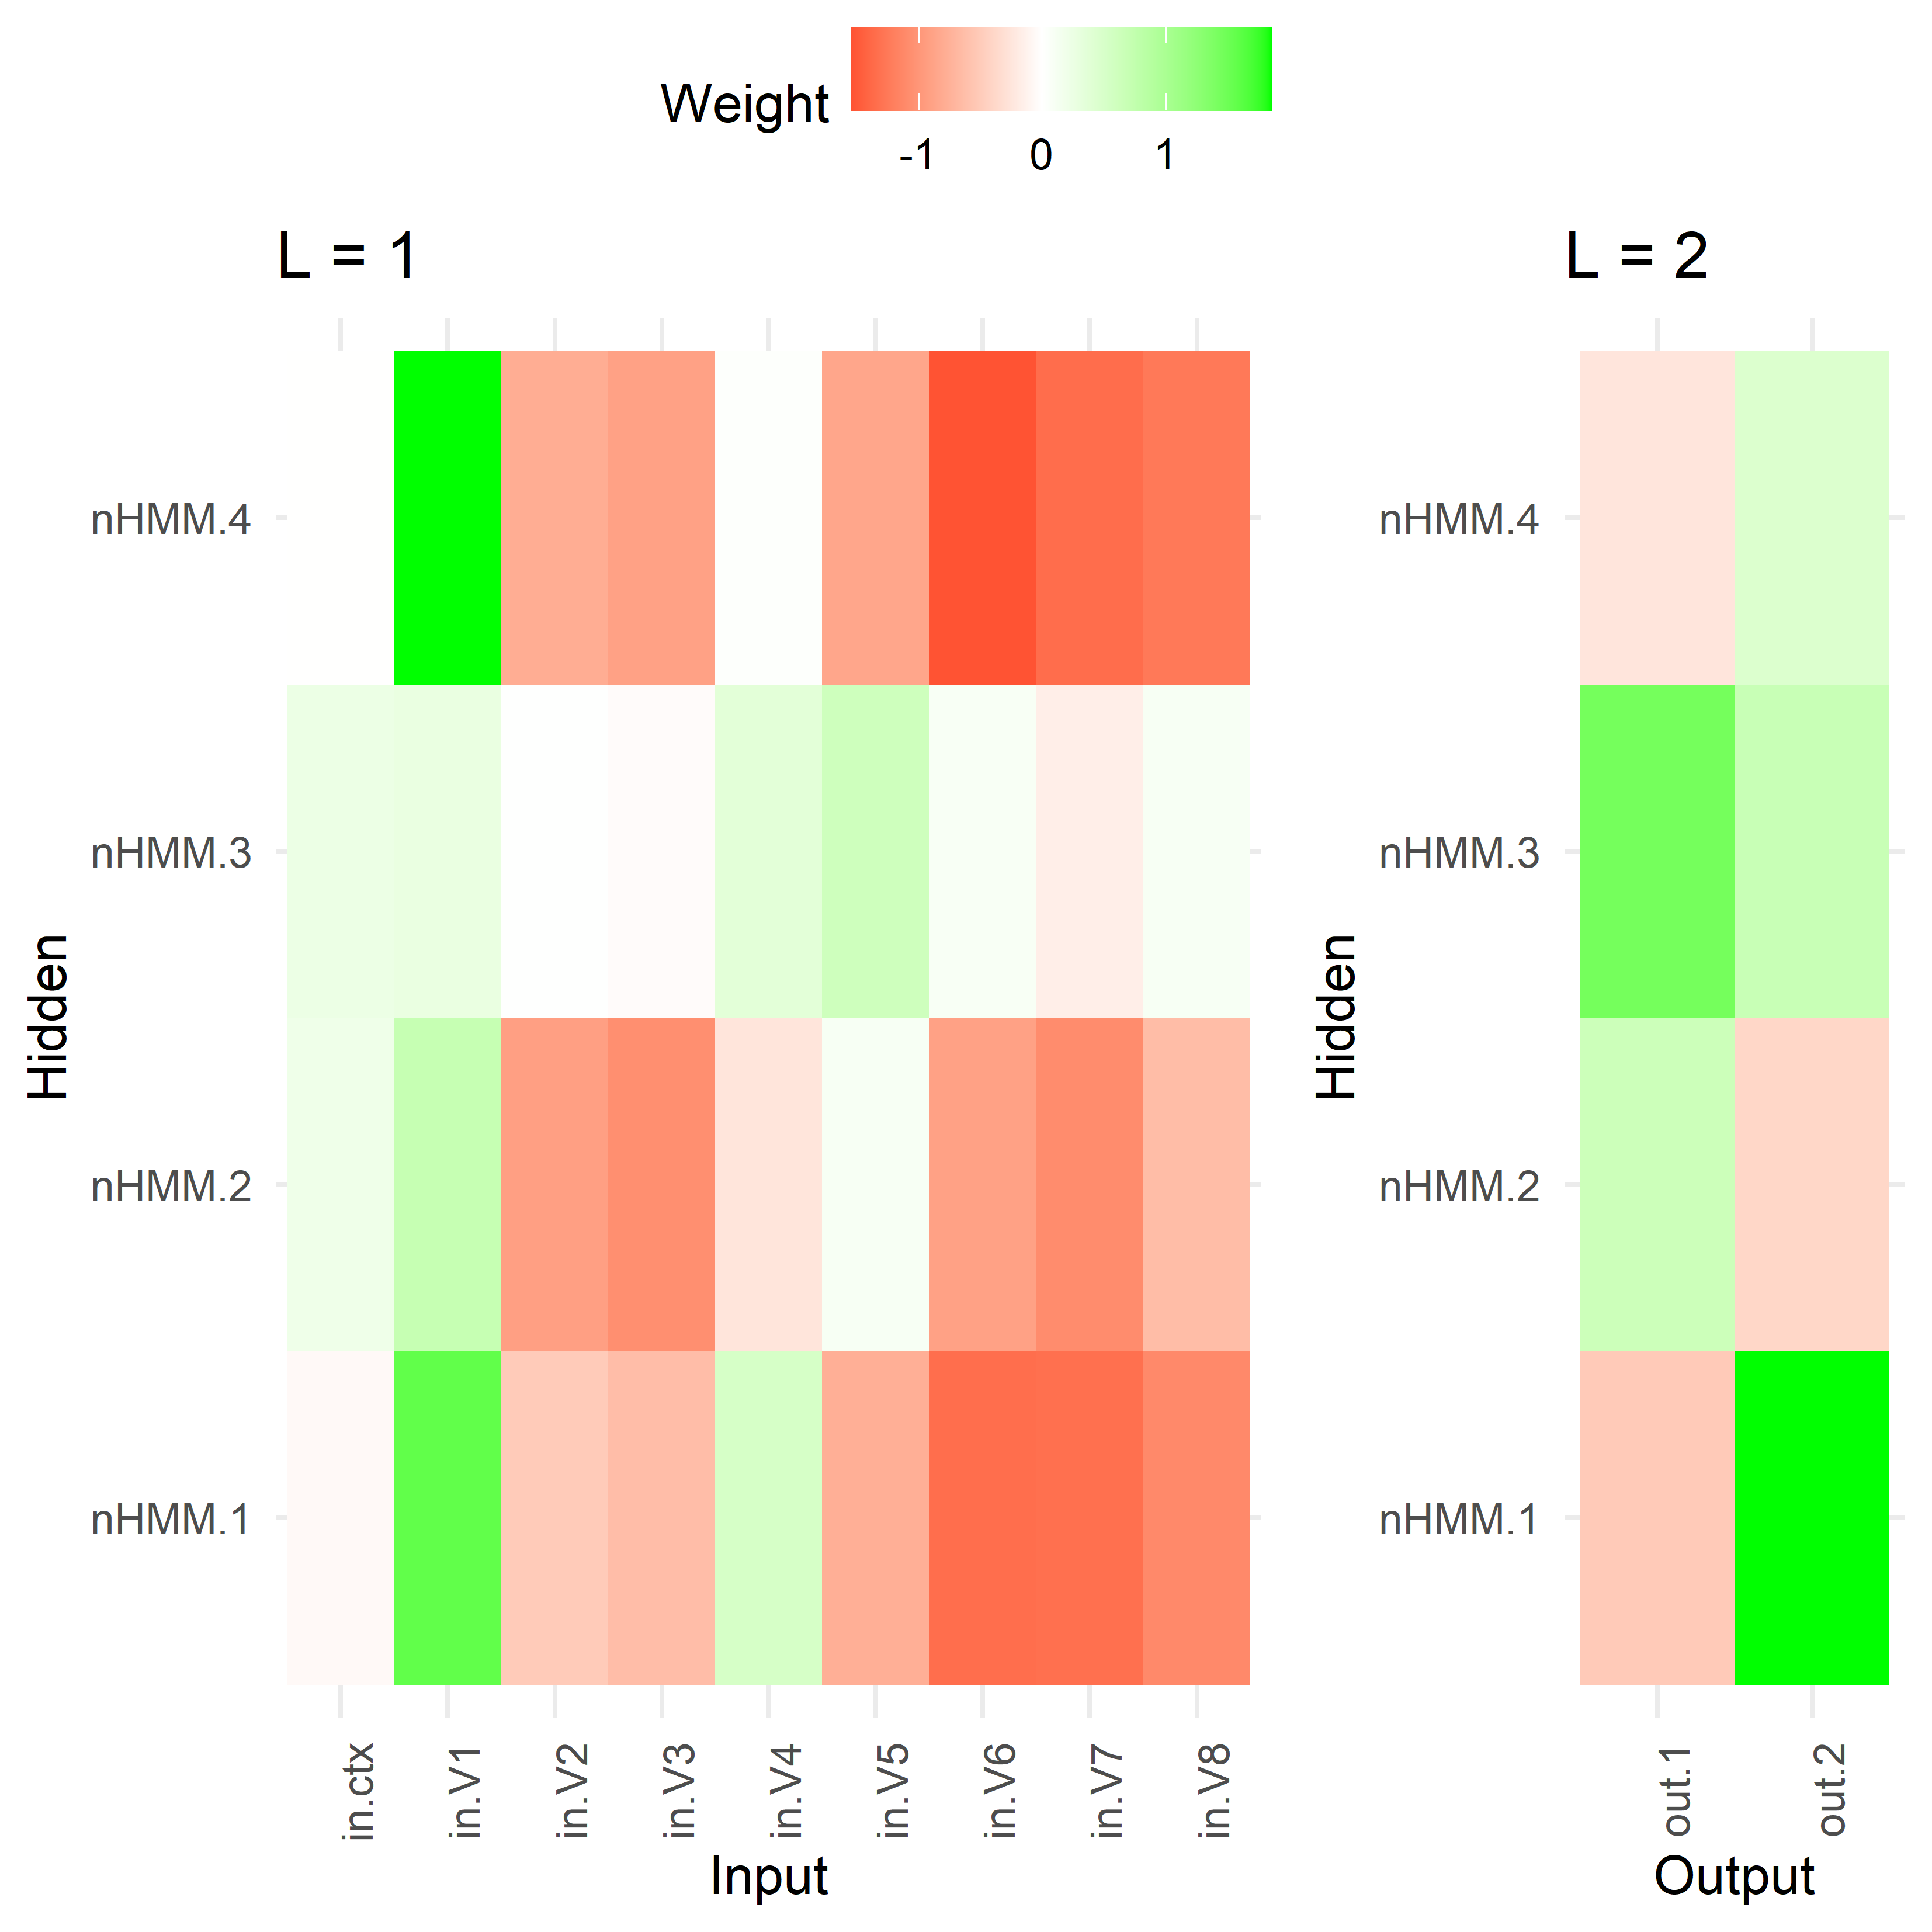 Weight
-1 0 1
L = 1
L = 2
nHMM.4
nHMM.3
nHMM.2
nHMM.1
Hidden
in.ctx in.V1 in.V2 in.V3 in.V4 in.V5 in.V6 in.V7 in.V8
Input
nHMM.4
nHMM.3
nHMM.2
nHMM.1
Hidden
out.1 out.2
Output